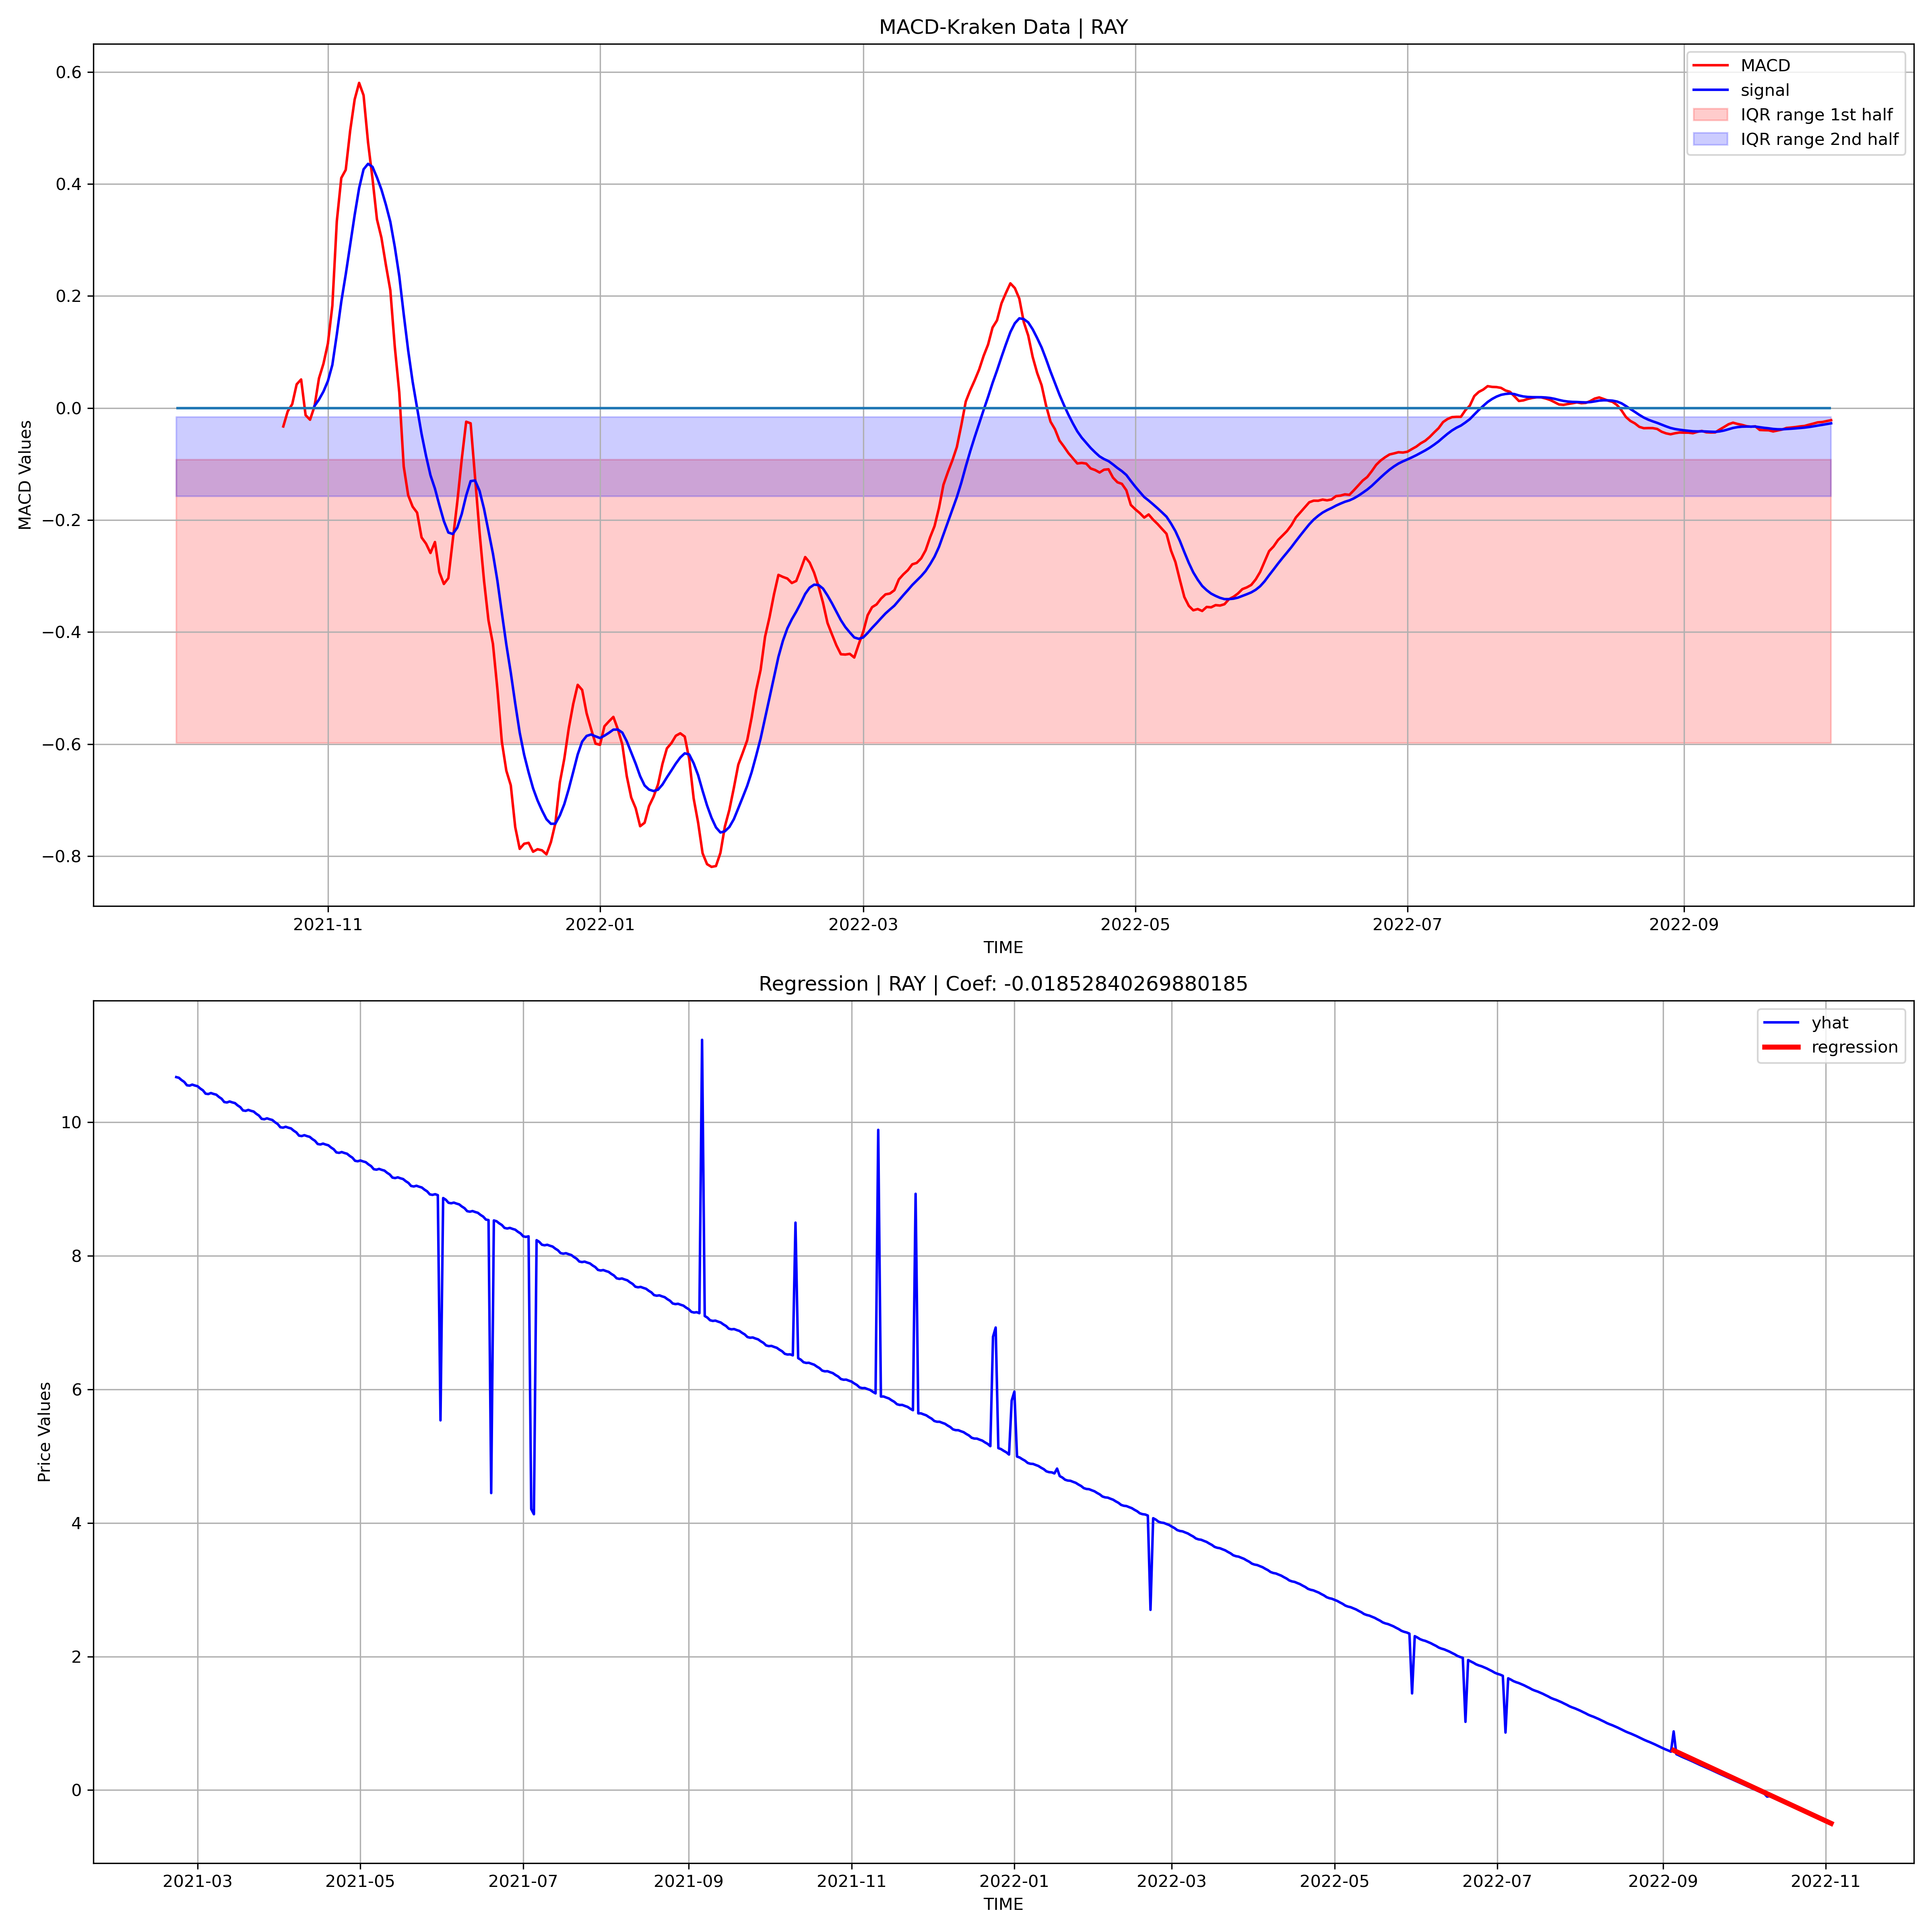 MACD-Kraken Data | RAY
MACD
signal
IQR range 1st half
IQR range 2nd half
0.6
0.4
0.2
0.0
−0.2
−0.4
−0.6
−0.8
MACD Values
2021-11 2022-01 2022-03 2022-05 2022-07 2022-09
TIME
Regression | RAY | Coef: -0.01852840269880185
yhat
regression
10
8
6
4
2
0
Price Values
2021-03 2021-05 2021-07 2021-09 2021-11 2022-01 2022-03 2022-05 2022-07 2022-09 2022-11
TIME